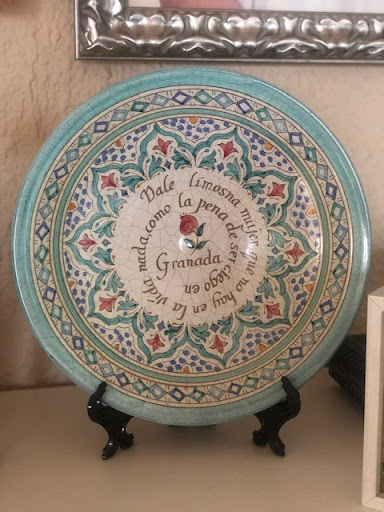 Dale limosna mujer que no hay en la vida nada,como la pena de ser ciego en
Granada